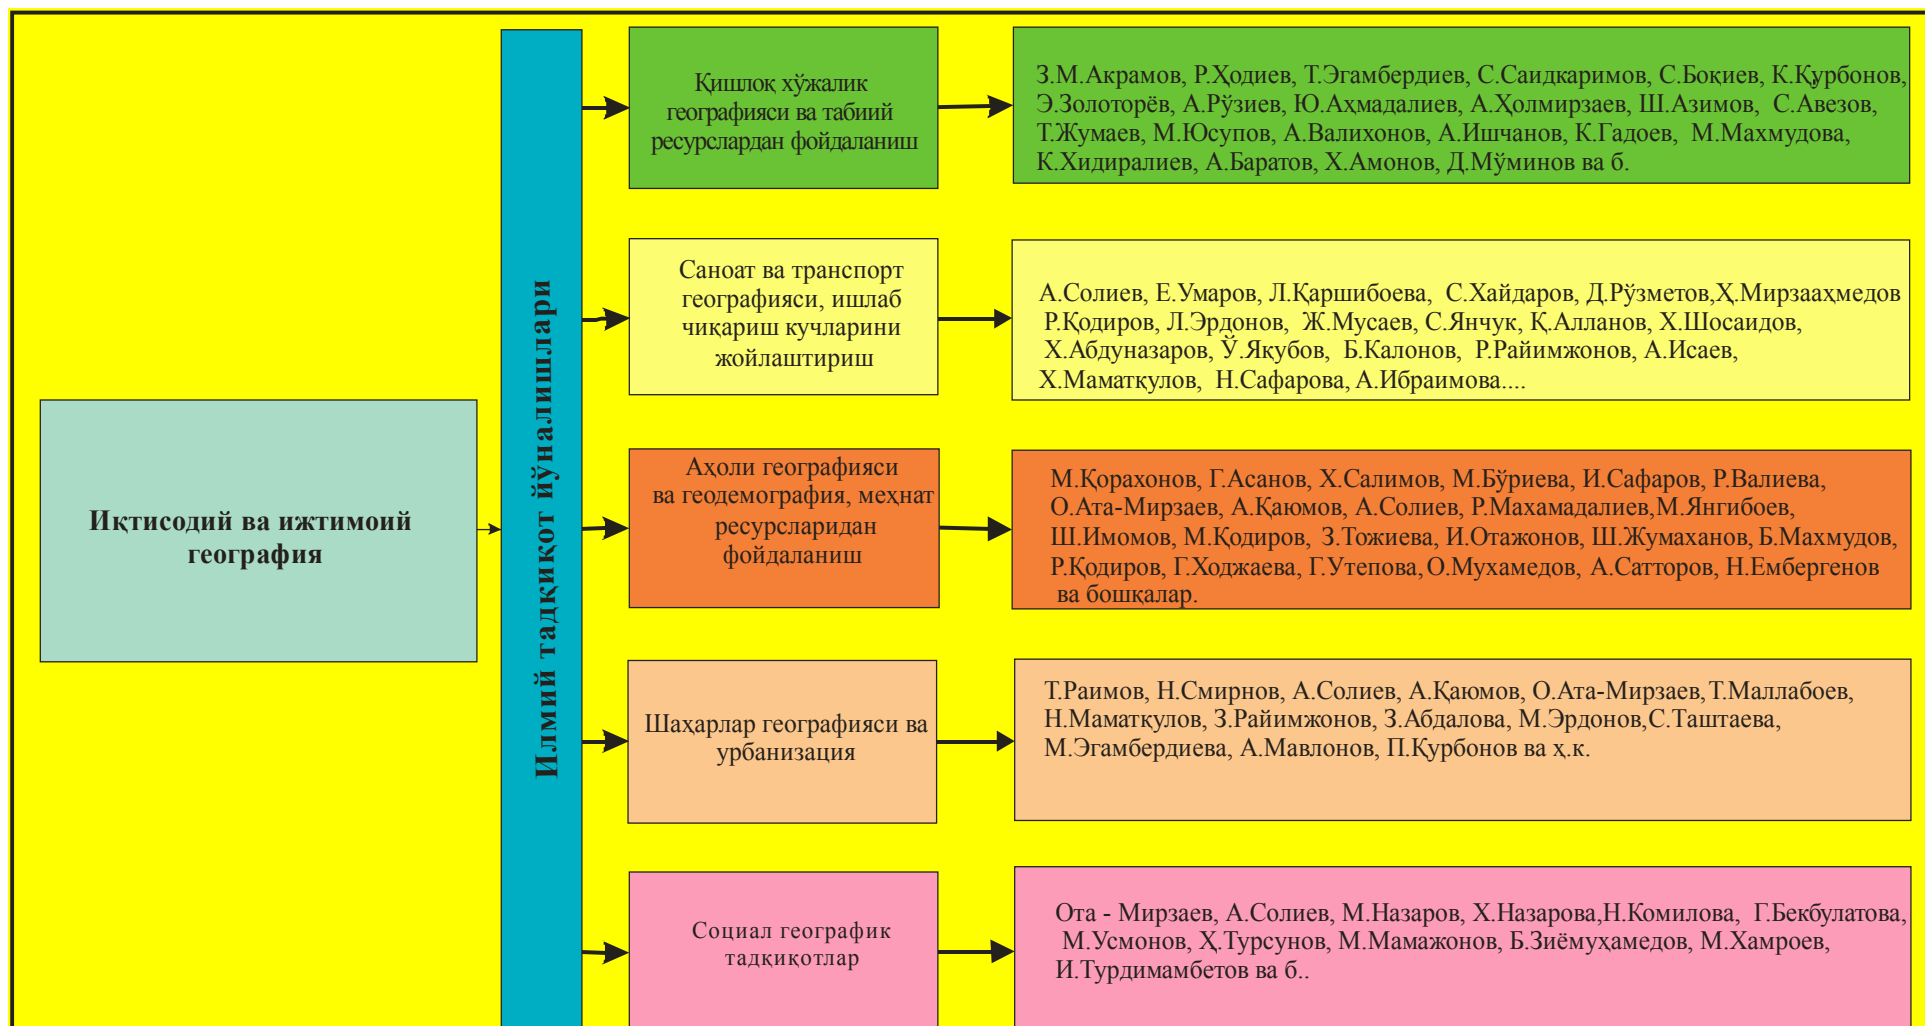 Иқтисодий ва ижтимоий
география
Илмий тадқиқот йўналишлари
Қишлоқ хўжалик
географияси ва табиий
ресурслардан фойдаланиш
З.М.Акрамов, Р.Ҳодиев, Т.Эгамбердиев, С.Саидкаримов, С.Боқиев, К.Қурбонов,
Э.Золоторёв, А.Рўзиев, Ю.Аҳмадалиев, А.Ҳолмирзаев, Ш.Азимов, С.Авезов,
Т.Жумаев, М.Юсупов, А.Валихонов, А.Ишчанов, К.Гадоев, М.Махмудова,
К.Хидиралиев, А.Баратов, Х.Амонов, Д.Мўминов ва б.
Саноат ва транспорт
географияси, ишлаб
чиқариш кучларини
жойлаштириш
А.Солиев, Е.Умаров, Л.Қаршибоева, С.Хайдаров, Д.Рўзметов,Ҳ.Мирзааҳмедов
Р.Қодиров, Л.Эрдонов, Ж.Мусаев, С.Янчук, Қ.Алланов, Х.Шосаидов,
Х.Абдуназаров, Ў.Яқубов, Б.Калонов, Р.Райимжонов, А.Исаев,
Х.Маматқулов, Н.Сафарова, А.Ибраимова....
Аҳоли географияси
ва геодемография, меҳнат
ресурсларидан
фойдаланиш
М.Қорахонов, Г.Асанов, Х.Салимов, М.Бўриева, И.Сафаров, Р.Валиева,
О.Ата-Мирзаев, А.Қаюмов, А.Солиев, Р.Махамадалиев,М.Янгибоев,
Ш.Имомов, М.Қодиров, З.Тожиева, И.Отажонов, Ш.Жумаханов, Б.Махмудов,
Р.Қодиров, Г.Ходжаева, Г.Утепова,О.Мухамедов, А.Сатторов, Н.Ембергенов
ва бошқалар.
Шаҳарлар географияси ва
урбанизация
Т.Раимов, Н.Смирнов, А.Солиев, А.Қаюмов, О.Ата-Мирзаев,Т.Маллабоев,
Н.Маматқулов, З.Райимжонов, З.Абдалова, М.Эрдонов,С.Таштаева,
М.Эгамбердиева, А.Мавлонов, П.Қурбонов ва ҳ.к.
Социал географик
тадқиқотлар
Ота - Мирзаев, А.Солиев, М.Назаров, Х.Назарова,Н.Комилова, Г.Бекбулатова,
М.Усмонов, Ҳ.Турсунов, М.Мамажонов, Б.Зиёмуҳамедов, М.Хамроев,
И.Турдимамбетов ва б..